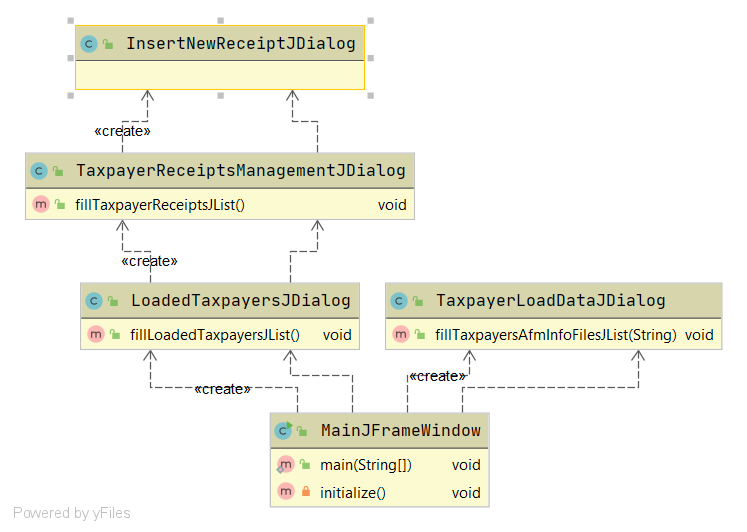 InsertNewReceiptJDialog
«create»
TaxpayerReceiptsManagementJDialog
m fillTaxpayerReceiptsJList() void
«create»
C LoadedTaxpayersJDialog
m fillLoadedTaxpayersJList() void
C TaxpayerLoadDataJDialog
m fillTaxpayersAfmInfoFilesJList(String) void
«create»
«create»
C MainJFrameWindow
m main(String[]) void
m initialize() void
Powered by yFiles